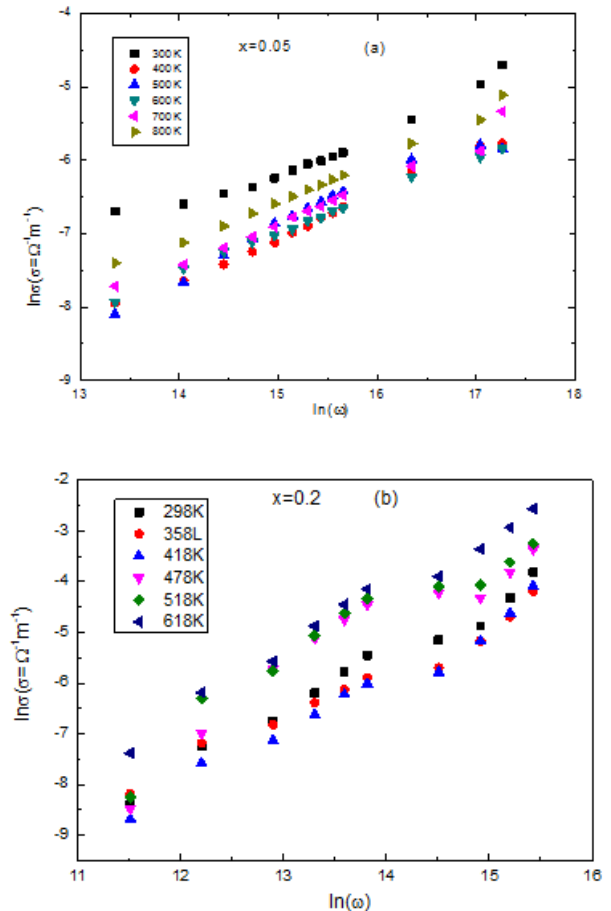 -4
x=0.05 (a)
300K
400K
500K
600K
700K
800K
-5
-6
-7
-8
-9
13 14 15 16 17 18
ln(ω)
lnσ(σ=Ω⁻¹m⁻¹)
-2
x=0.2 (b)
298K
358L
418K
478K
518K
618K
-3
-4
-5
-6
-7
-8
-9
11 12 13 14 15 16
ln(ω)
lnσ(σ=Ω⁻¹m⁻¹)